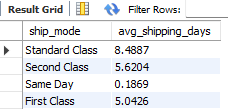 Result Grid Filter Rows:
ship_mode avg_shipping_days
Standard Class 8.4887
Second Class 5.6204
Same Day 0.1869
First Class 5.0426